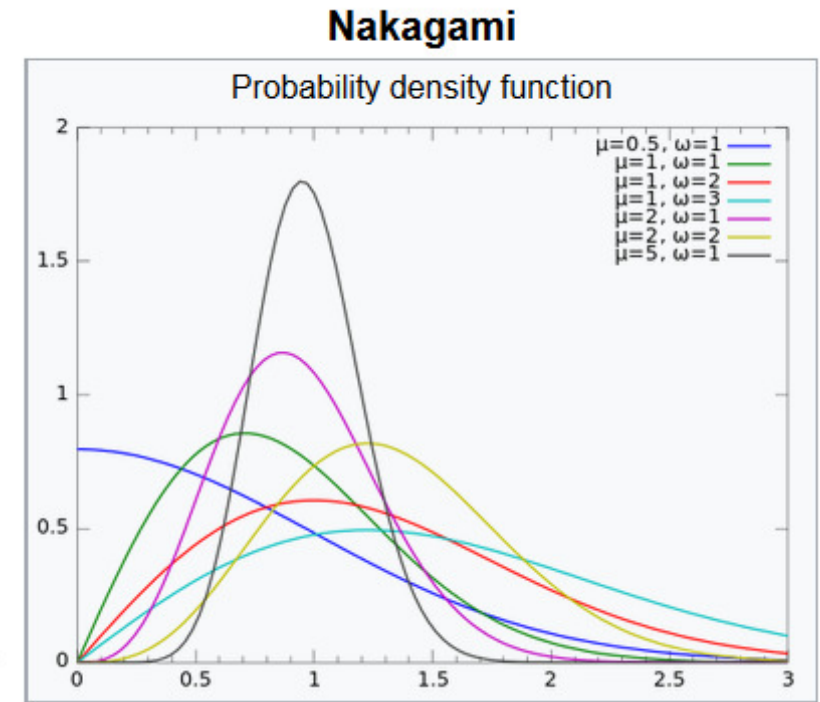 Nakagami
Probability density function
2
1.5
1
0.5
0
μ=0.5, ω=1
μ=1, ω=1
μ=1, ω=2
μ=1, ω=3
μ=2, ω=1
μ=2, ω=2
μ=5, ω=1
0 0.5 1 1.5 2 2.5 3